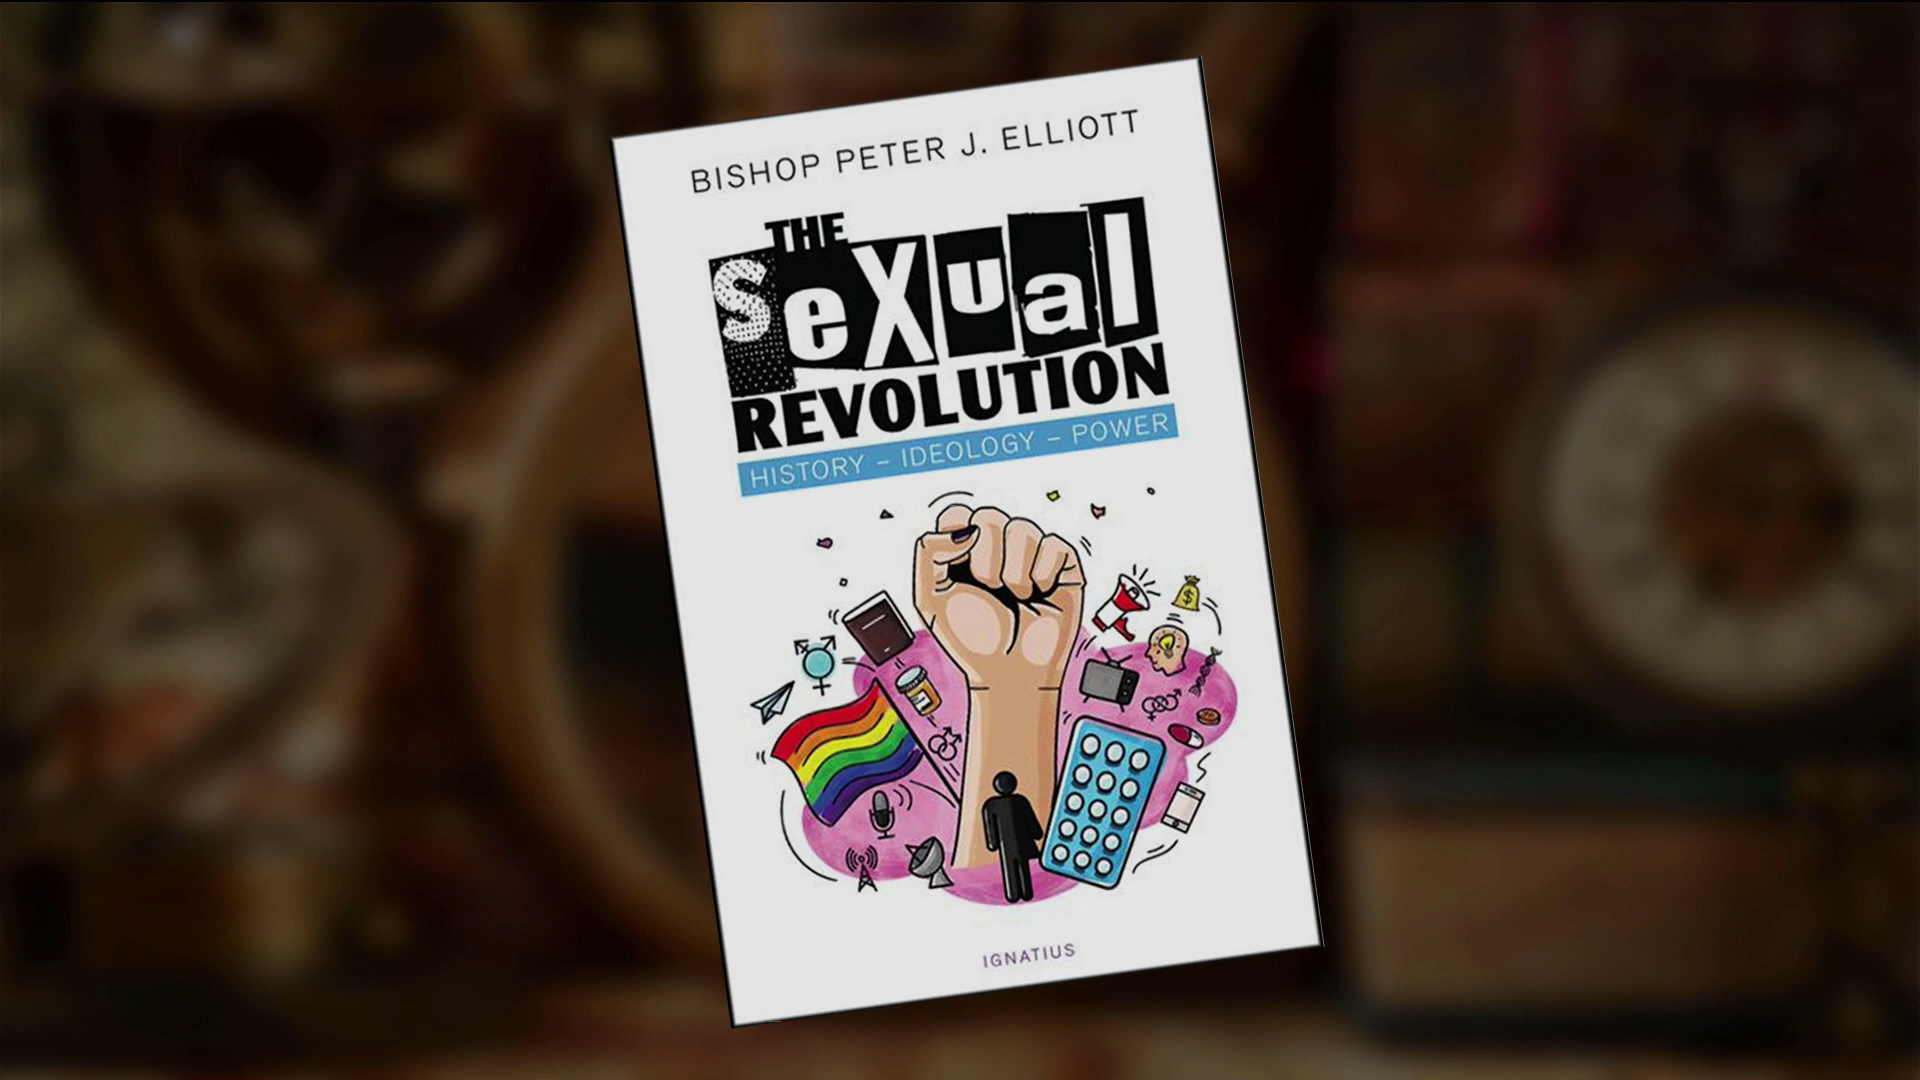 BISHOP PETER J. ELLIOTT
THE
SeXual
REVOLUTION
HISTORY – IDEOLOGY – POWER
$
IGNATIUS